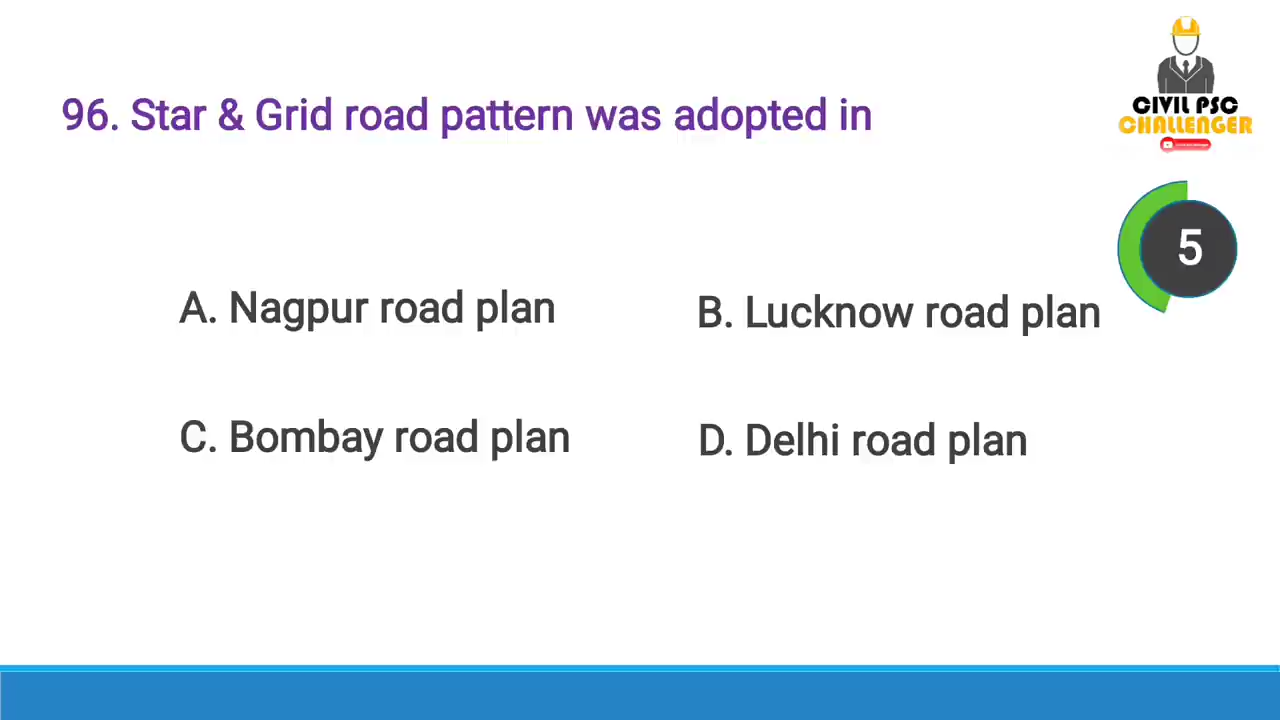 CIVIL PSC
CHALLENGER
96. Star & Grid road pattern was adopted in
5
A. Nagpur road plan
B. Lucknow road plan
C. Bombay road plan
D. Delhi road plan